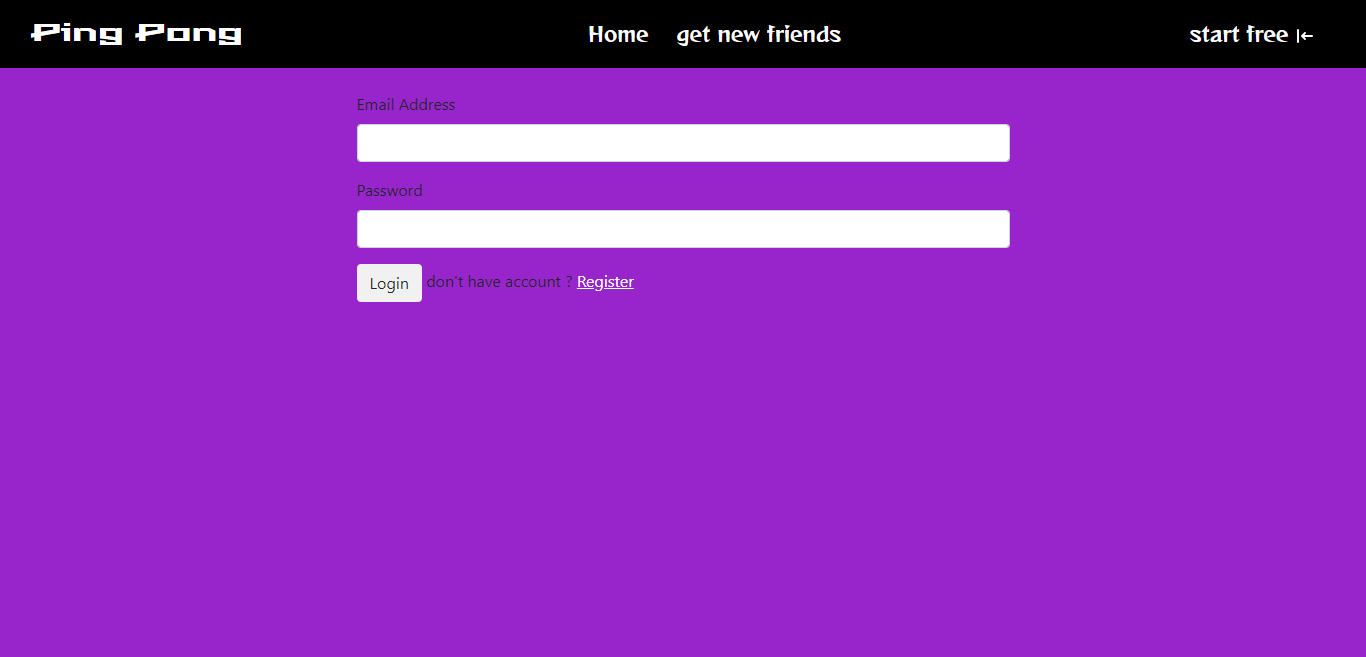 Ping Pong
Home get new friends
start free
Email Address
Password
Login don't have account ? Register